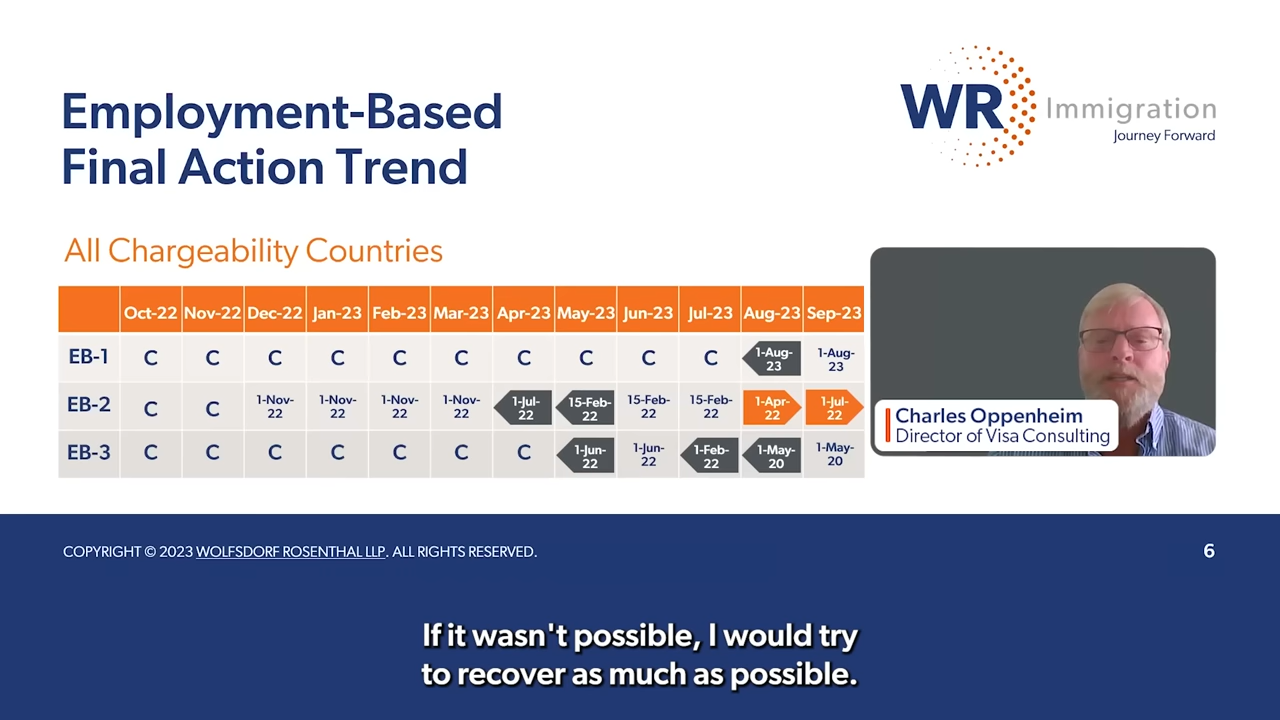 Employment-Based
Final Action Trend
WR Immigration
Journey Forward
All Chargeability Countries
Oct-22 Nov-22 Dec-22 Jan-23 Feb-23 Mar-23 Apr-23 May-23 Jun-23 Jul-23 Aug-23 Sep-23
EB-1 C C C C C C C C C C 1-Aug-23 1-Aug-23
EB-2 C C 1-Nov-22 1-Nov-22 1-Nov-22 1-Nov-22 1-Jul-22 15-Feb-22 15-Feb-22 15-Feb-22 1-Apr-22 1-Jul-22
EB-3 C C C C C C C 1-Jun-22 1-Jun-22 1-Feb-22 1-May-20 1-May-20
Charles Oppenheim
Director of Visa Consulting
COPYRIGHT © 2023 WOLFSDORF ROSENTHAL LLP. ALL RIGHTS RESERVED.
6
If it wasn't possible, I would try
to recover as much as possible.